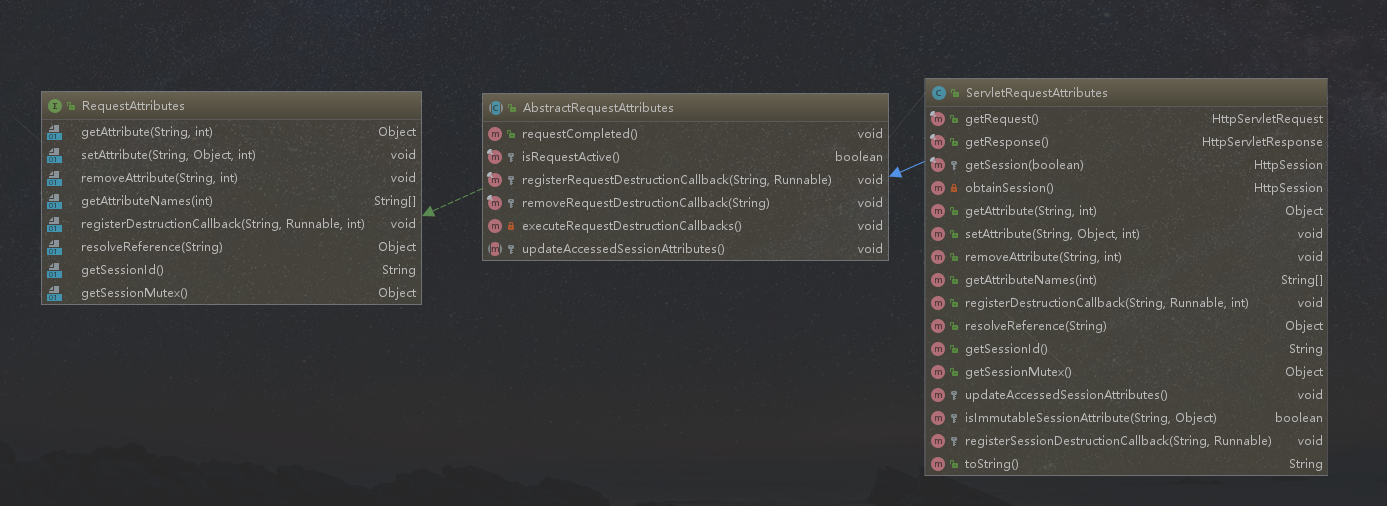 RequestAttributes
getAttribute(String, int) Object
setAttribute(String, Object, int) void
removeAttribute(String, int) void
getAttributeNames(int) String[]
registerDestructionCallback(String, Runnable, int) void
resolveReference(String) Object
getSessionId() String
getSessionMutex() Object
AbstractRequestAttributes
requestCompleted() void
isRequestActive() boolean
registerRequestDestructionCallback(String, Runnable) void
removeRequestDestructionCallback(String) void
executeRequestDestructionCallbacks() void
updateAccessedSessionAttributes() void
ServletRequestAttributes
getRequest() HttpServletRequest
getResponse() HttpServletResponse
getSession(boolean) HttpSession
obtainSession() HttpSession
getAttribute(String, int) Object
setAttribute(String, Object, int) void
removeAttribute(String, int) void
getAttributeNames(int) String[]
registerDestructionCallback(String, Runnable, int) void
resolveReference(String) Object
getSessionId() String
getSessionMutex() Object
updateAccessedSessionAttributes() void
isImmutableSessionAttribute(String, Object) boolean
registerSessionDestructionCallback(String, Runnable) void
toString() String